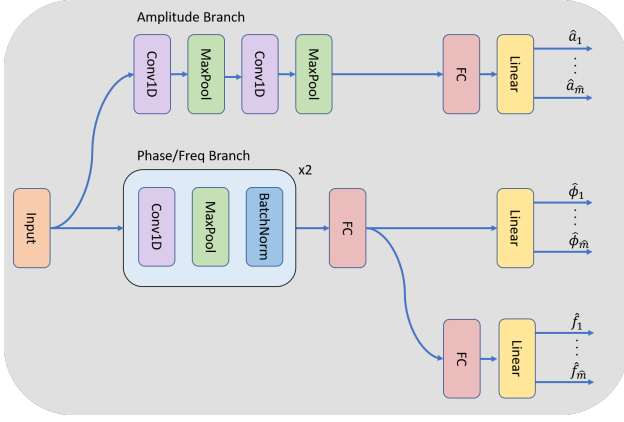 Amplitude Branch
Conv1D
MaxPool
Conv1D
MaxPool
FC
Linear
â₁
⋮
â_m̂
Phase/Freq Branch
x2
Input
Conv1D
MaxPool
BatchNorm
FC
Linear
ϕ̂₁
⋮
ϕ̂_m̂
FC
Linear
f̂₁
⋮
f̂_m̂